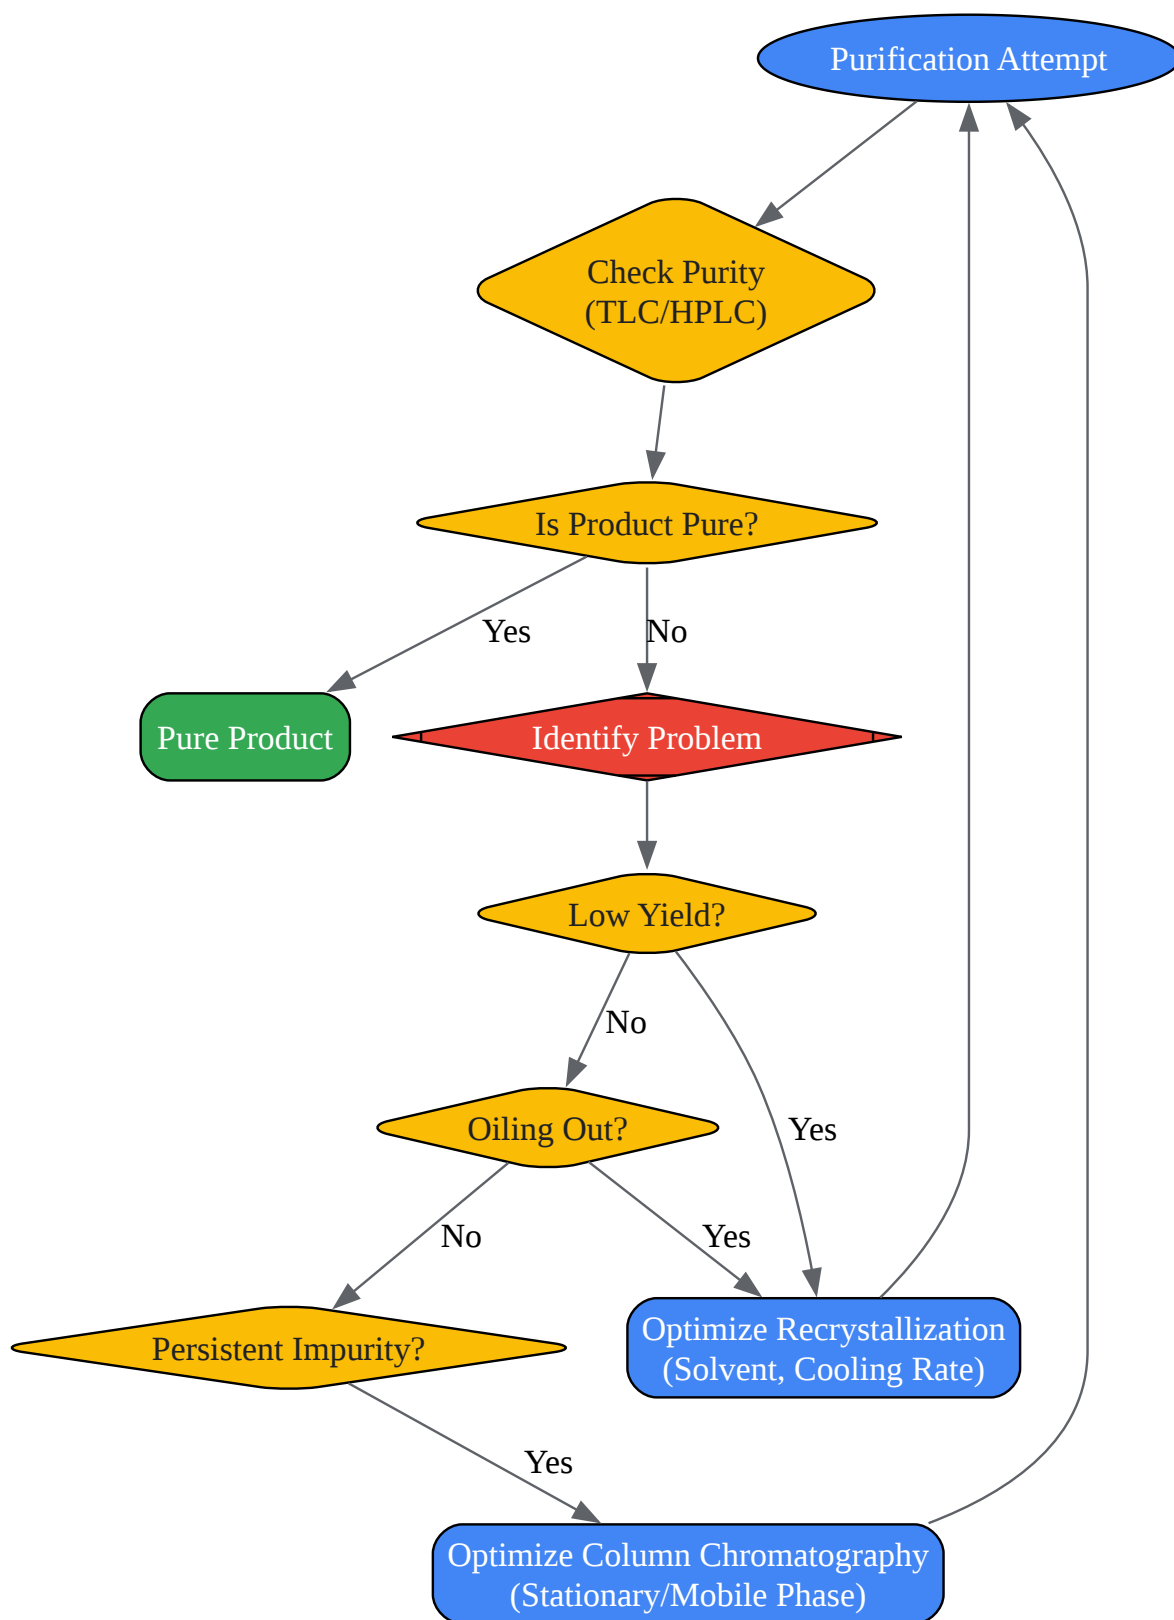 Purification Attempt
Check Purity
(TLC/HPLC)
Is Product Pure?
Yes
No
Pure Product
Identify Problem
Low Yield?
No
Yes
Oiling Out?
No
Yes
Persistent Impurity?
Optimize Recrystallization
(Solvent, Cooling Rate)
Yes
Optimize Column Chromatography
(Stationary/Mobile Phase)